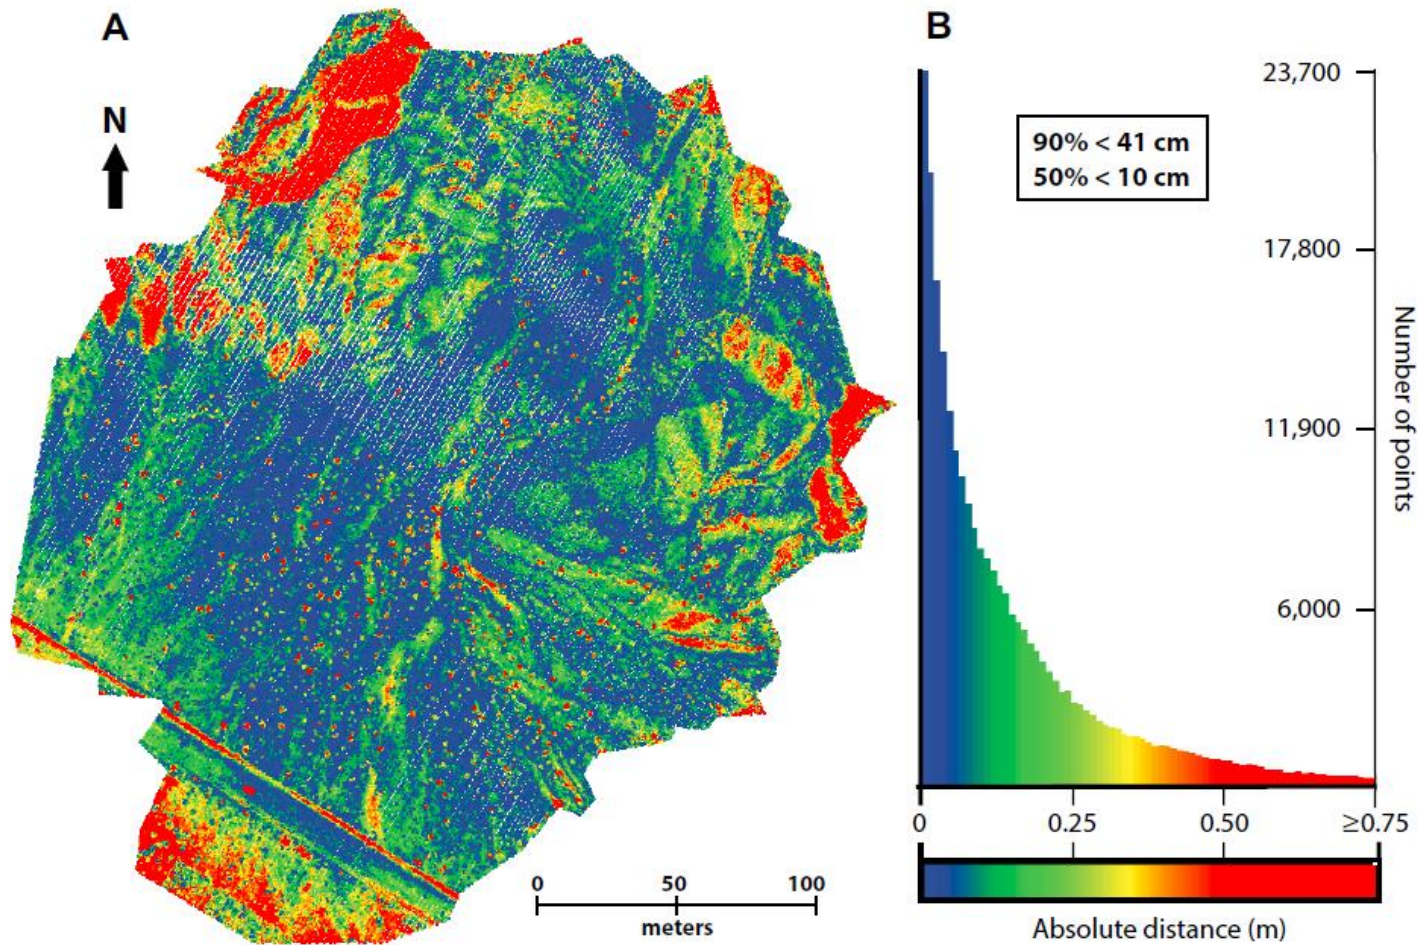 A
N
0 50 100
meters
B
23,700
90% < 41 cm
50% < 10 cm
17,800
11,900
6,000
Number of points
0 0.25 0.50 ≥0.75
Absolute distance (m)